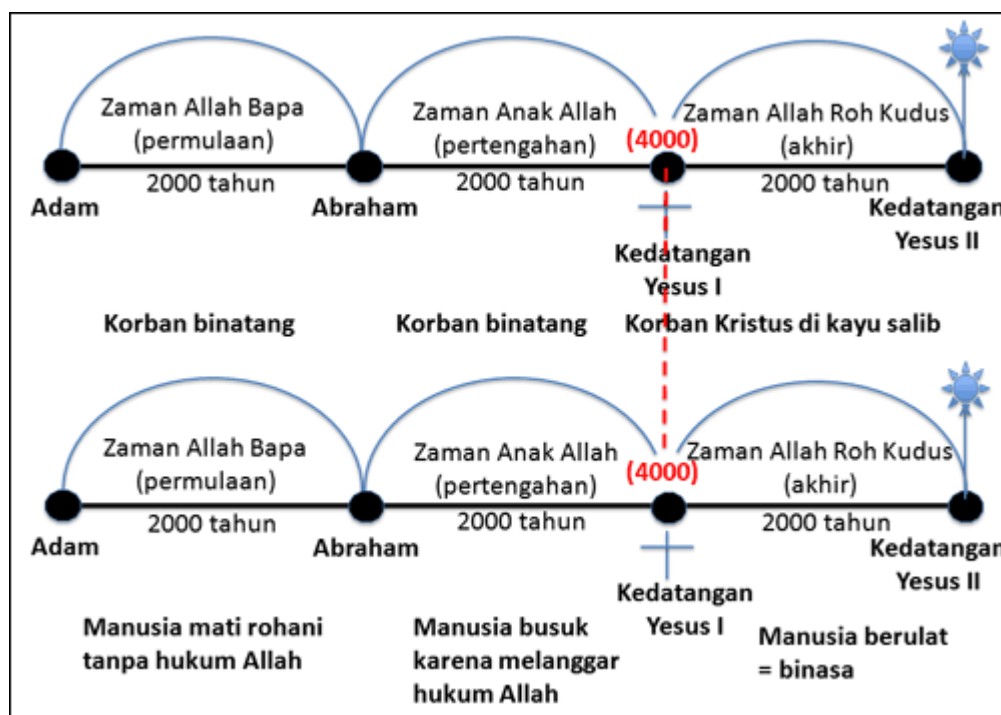 Zaman Allah Bapa
(permulaan)
Zaman Anak Allah
(pertengahan)
(4000)
Zaman Allah Roh Kudus
(akhir)
2000 tahun
2000 tahun
2000 tahun
Adam
Abraham
Kedatangan
Yesus I
Kedatangan
Yesus II
Korban binatang
Korban binatang
Korban Kristus di kayu salib
Zaman Allah Bapa
(permulaan)
Zaman Anak Allah
(pertengahan)
(4000)
Zaman Allah Roh Kudus
(akhir)
2000 tahun
2000 tahun
2000 tahun
Adam
Abraham
Kedatangan
Yesus I
Kedatangan
Yesus II
Manusia mati rohani
tanpa hukum Allah
Manusia busuk
karena melanggar
hukum Allah
Manusia berulat
= binasa